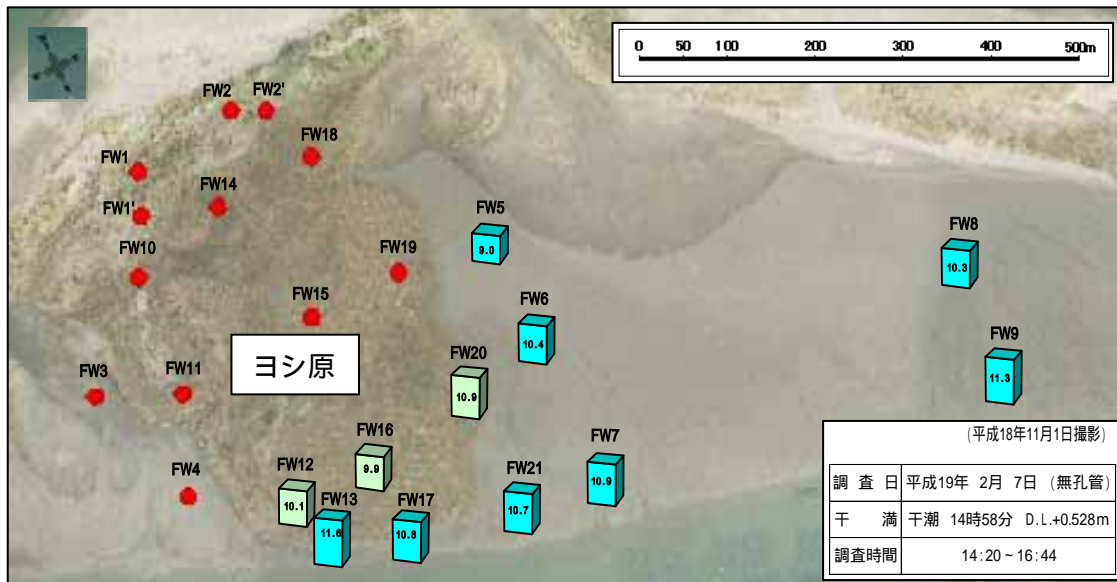 0 50 100 200 300 400 500m
FW2 FW2'
FW18
FW1
FW14
FW1'
FW5
FW8
9.0
FW10
FW19
10.3
FW15
FW6
10.4
ヨシ原
FW20
FW9
FW3
FW11
10.9
11.3
FW16
FW7
9.9
FW12
FW4
10.1
FW13
FW17
FW21
10.9
11.6
10.8
10.7
(平成18年11月1日撮影)
調査日 平成19年 2月 7日 (無孔管)
干満 干潮 14時58分 D.L.+0.528m
調査時間 14:20~16:44